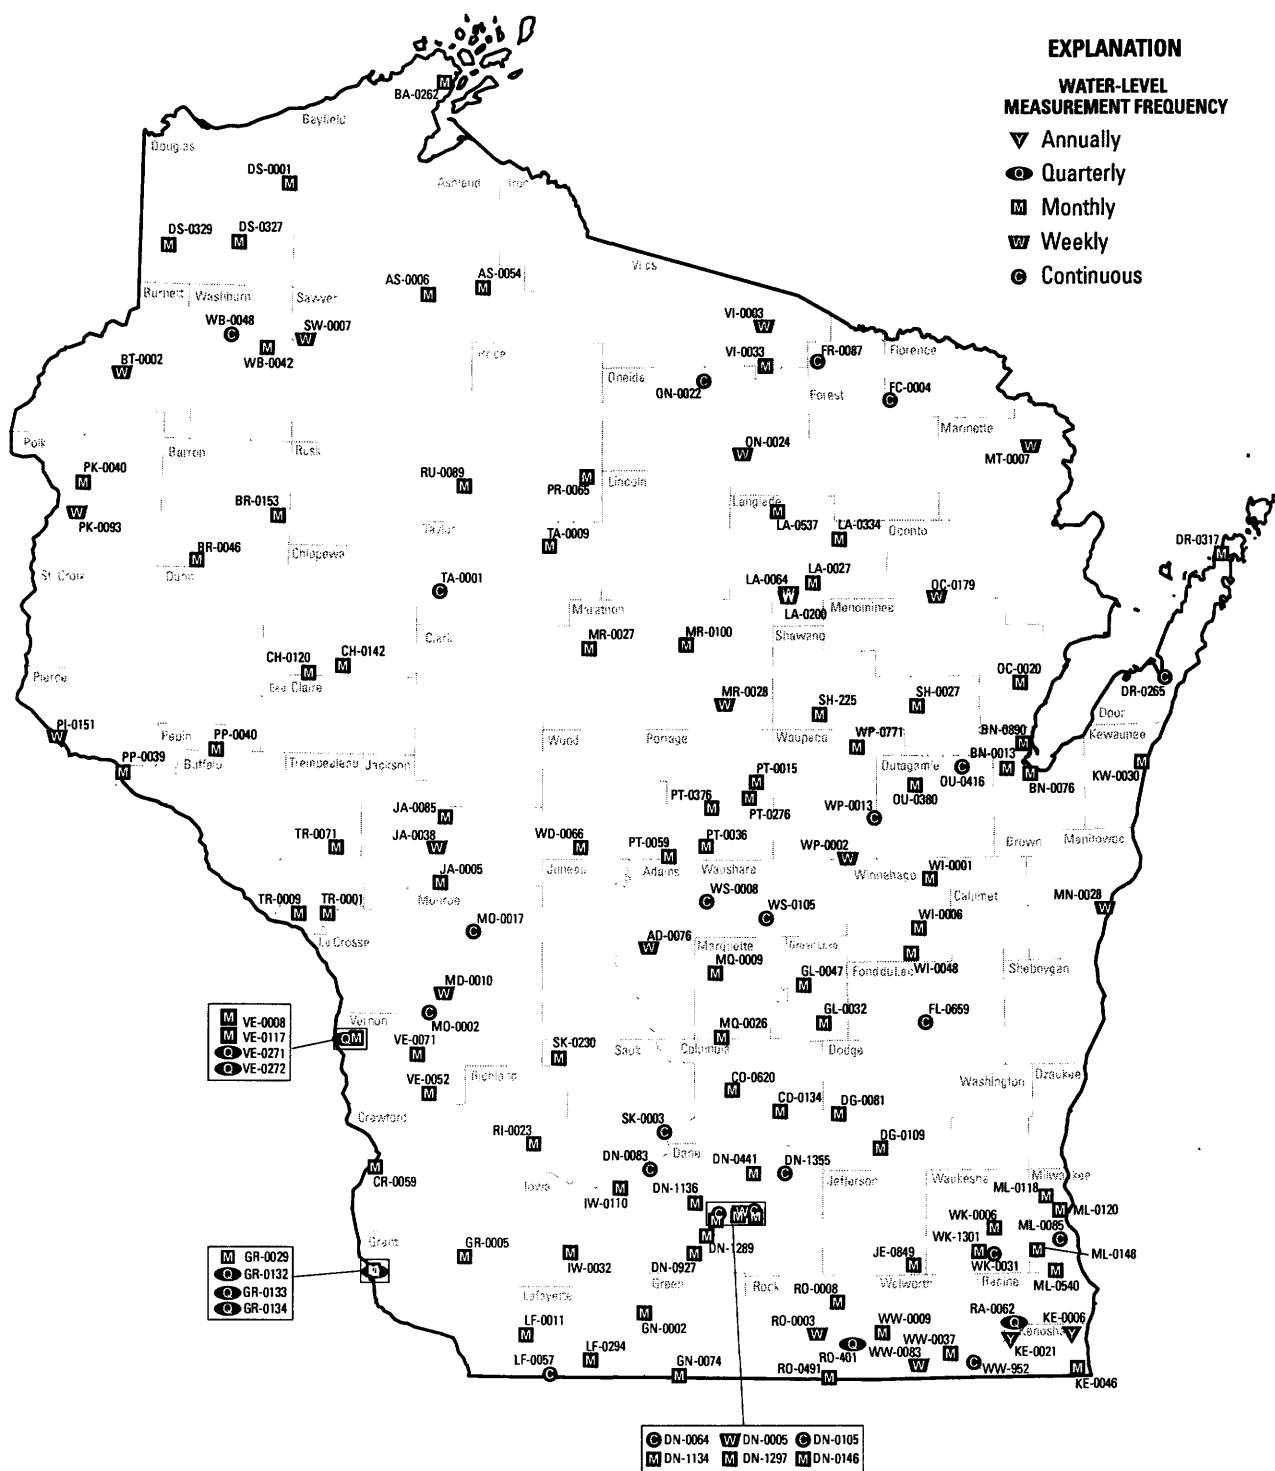 EXPLANATION
WATER-LEVEL
MEASUREMENT FREQUENCY
Y Annually
Q Quarterly
M Monthly
W Weekly
C Continuous
M
BA-0262
Bayfield
Douglas
DS-0001
M
Ashland
Iron
DS-0329
M
DS-0327
M
Vilas
AS-0006
M
AS-0054
M
Burnett
Washburn
Sawyer
WB-0048
C
SW-0007
W
WB-0042
M
BT-0002
W
VI-0003
W
VI-0033
M
FR-0087
C
Florence
Price
Oneida
ON-0022
C
Forest
FC-0004
C
Marinette
MT-0007
W
ON-0024
W
Polk
Barron
Rusk
PK-0040
M
PK-0093
W
RU-0089
M
PR-0065
M
Lincoln
BR-0153
M
Langlade
LA-0537
M
LA-0334
M
Oconto
BR-0046
M
Chippewa
Taylor
TA-0009
M
DR-0317
M
St. Croix
Dunn
TA-0001
C
LA-0064
LA-0027
M
W
LA-0200
Menominee
OC-0179
W
Marathon
Clark
MR-0027
M
MR-0100
M
Shawano
CH-0120
M
CH-0142
M
Eau Claire
Pierce
OC-0020
M
DR-0265
C
MR-0028
W
SH-225
M
SH-0027
M
Door
PI-0151
W
Pepin
PP-0040
M
PP-0039
M
Buffalo
Trempealeau
Jackson
Wood
Portage
Waupaca
WP-0771
M
Outagamie
OU-0416
C
OU-0380
M
BN-0890
M
BN-0013
M
BN-0076
M
Kewaunee
KW-0030
M
PT-0015
M
PT-0376
M
PT-0276
M
WP-0013
C
JA-0085
M
JA-0038
W
TR-0071
M
WD-0066
M
PT-0059
M
PT-0036
M
WP-0002
W
Brown
Manitowoc
JA-0005
M
Juneau
Adams
Waushara
Winnebago
WI-0001
M
Monroe
WS-0008
C
Calumet
TR-0009
M
TR-0001
M
MO-0017
C
WS-0105
C
WI-0006
M
MN-0028
W
La Crosse
AD-0076
W
Marquette
Green Lake
MQ-0009
M
GL-0047
M
Fond du Lac
WI-0048
M
Sheboygan
MO-0010
W
MO-0002
C
M VE-0008
M VE-0117
Q VE-0271
Q VE-0272
Vernon
Q
M
VE-0071
M
MQ-0026
M
GL-0032
M
FL-0659
C
SK-0230
M
Sauk
Columbia
Dodge
VE-0052
M
Richland
Washington
Ozaukee
CO-0620
M
Crawford
CO-0134
M
DG-0081
M
SK-0003
C
RI-0023
M
DG-0109
M
Dane
DN-0083
C
DN-0441
M
DN-1355
C
CR-0059
M
Iowa
IW-0110
M
DN-1136
M
Jefferson
Waukesha
Milwaukee
ML-0118
M
ML-0120
M
WK-0006
M
ML-0085
C
Grant
GR-0005
M
IW-0032
M
DN-1289
M
DN-0927
M
JE-0849
M
WK-1301
M
WK-0031
C
ML-0148
M
ML-0540
M
M GR-0029
Q GR-0132
Q GR-0133
Q GR-0134
Green
Rock
Walworth
Racine
Lafayette
RO-0008
M
GN-0002
M
LF-0011
M
RO-0003
W
RO-401
Q
WW-0009
M
RA-0062
Q
KE-0006
Y
Kenosha
KE-0021
Y
WW-0037
M
LF-0294
M
LF-0057
C
GN-0074
M
RO-0491
M
WW-0083
W
WW-952
C
KE-0046
M
C DN-0064 W DN-0005 C DN-0105
M DN-1134 M DN-1297 M DN-0146